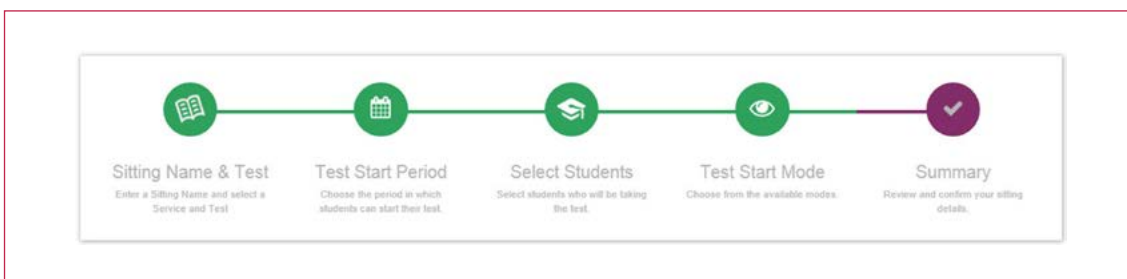 Sitting Name & Test
Enter a Sitting Name and select a
Service and Test
Test Start Period
Choose the period in which
students can start their test.
Select Students
Select students who will be taking
the test.
Test Start Mode
Choose from the available modes.
Summary
Review and confirm your sitting
details.